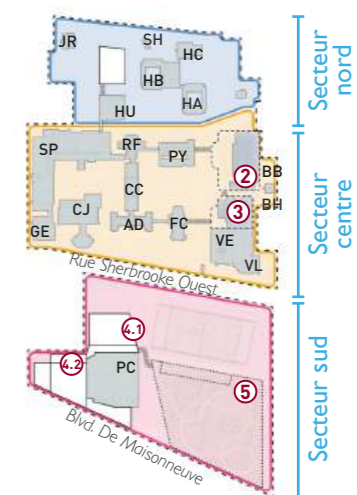 JR
SH
HC
HB
HA
HU
Secteur
nord
SP
RF
PY
2
BB
CC
CJ
3
BH
GE
AD
FC
VE
VL
Secteur
centre
Rue Sherbrooke Ouest
4.1
4.2
PC
5
Blvd. De Maisonneuve
Secteur sud